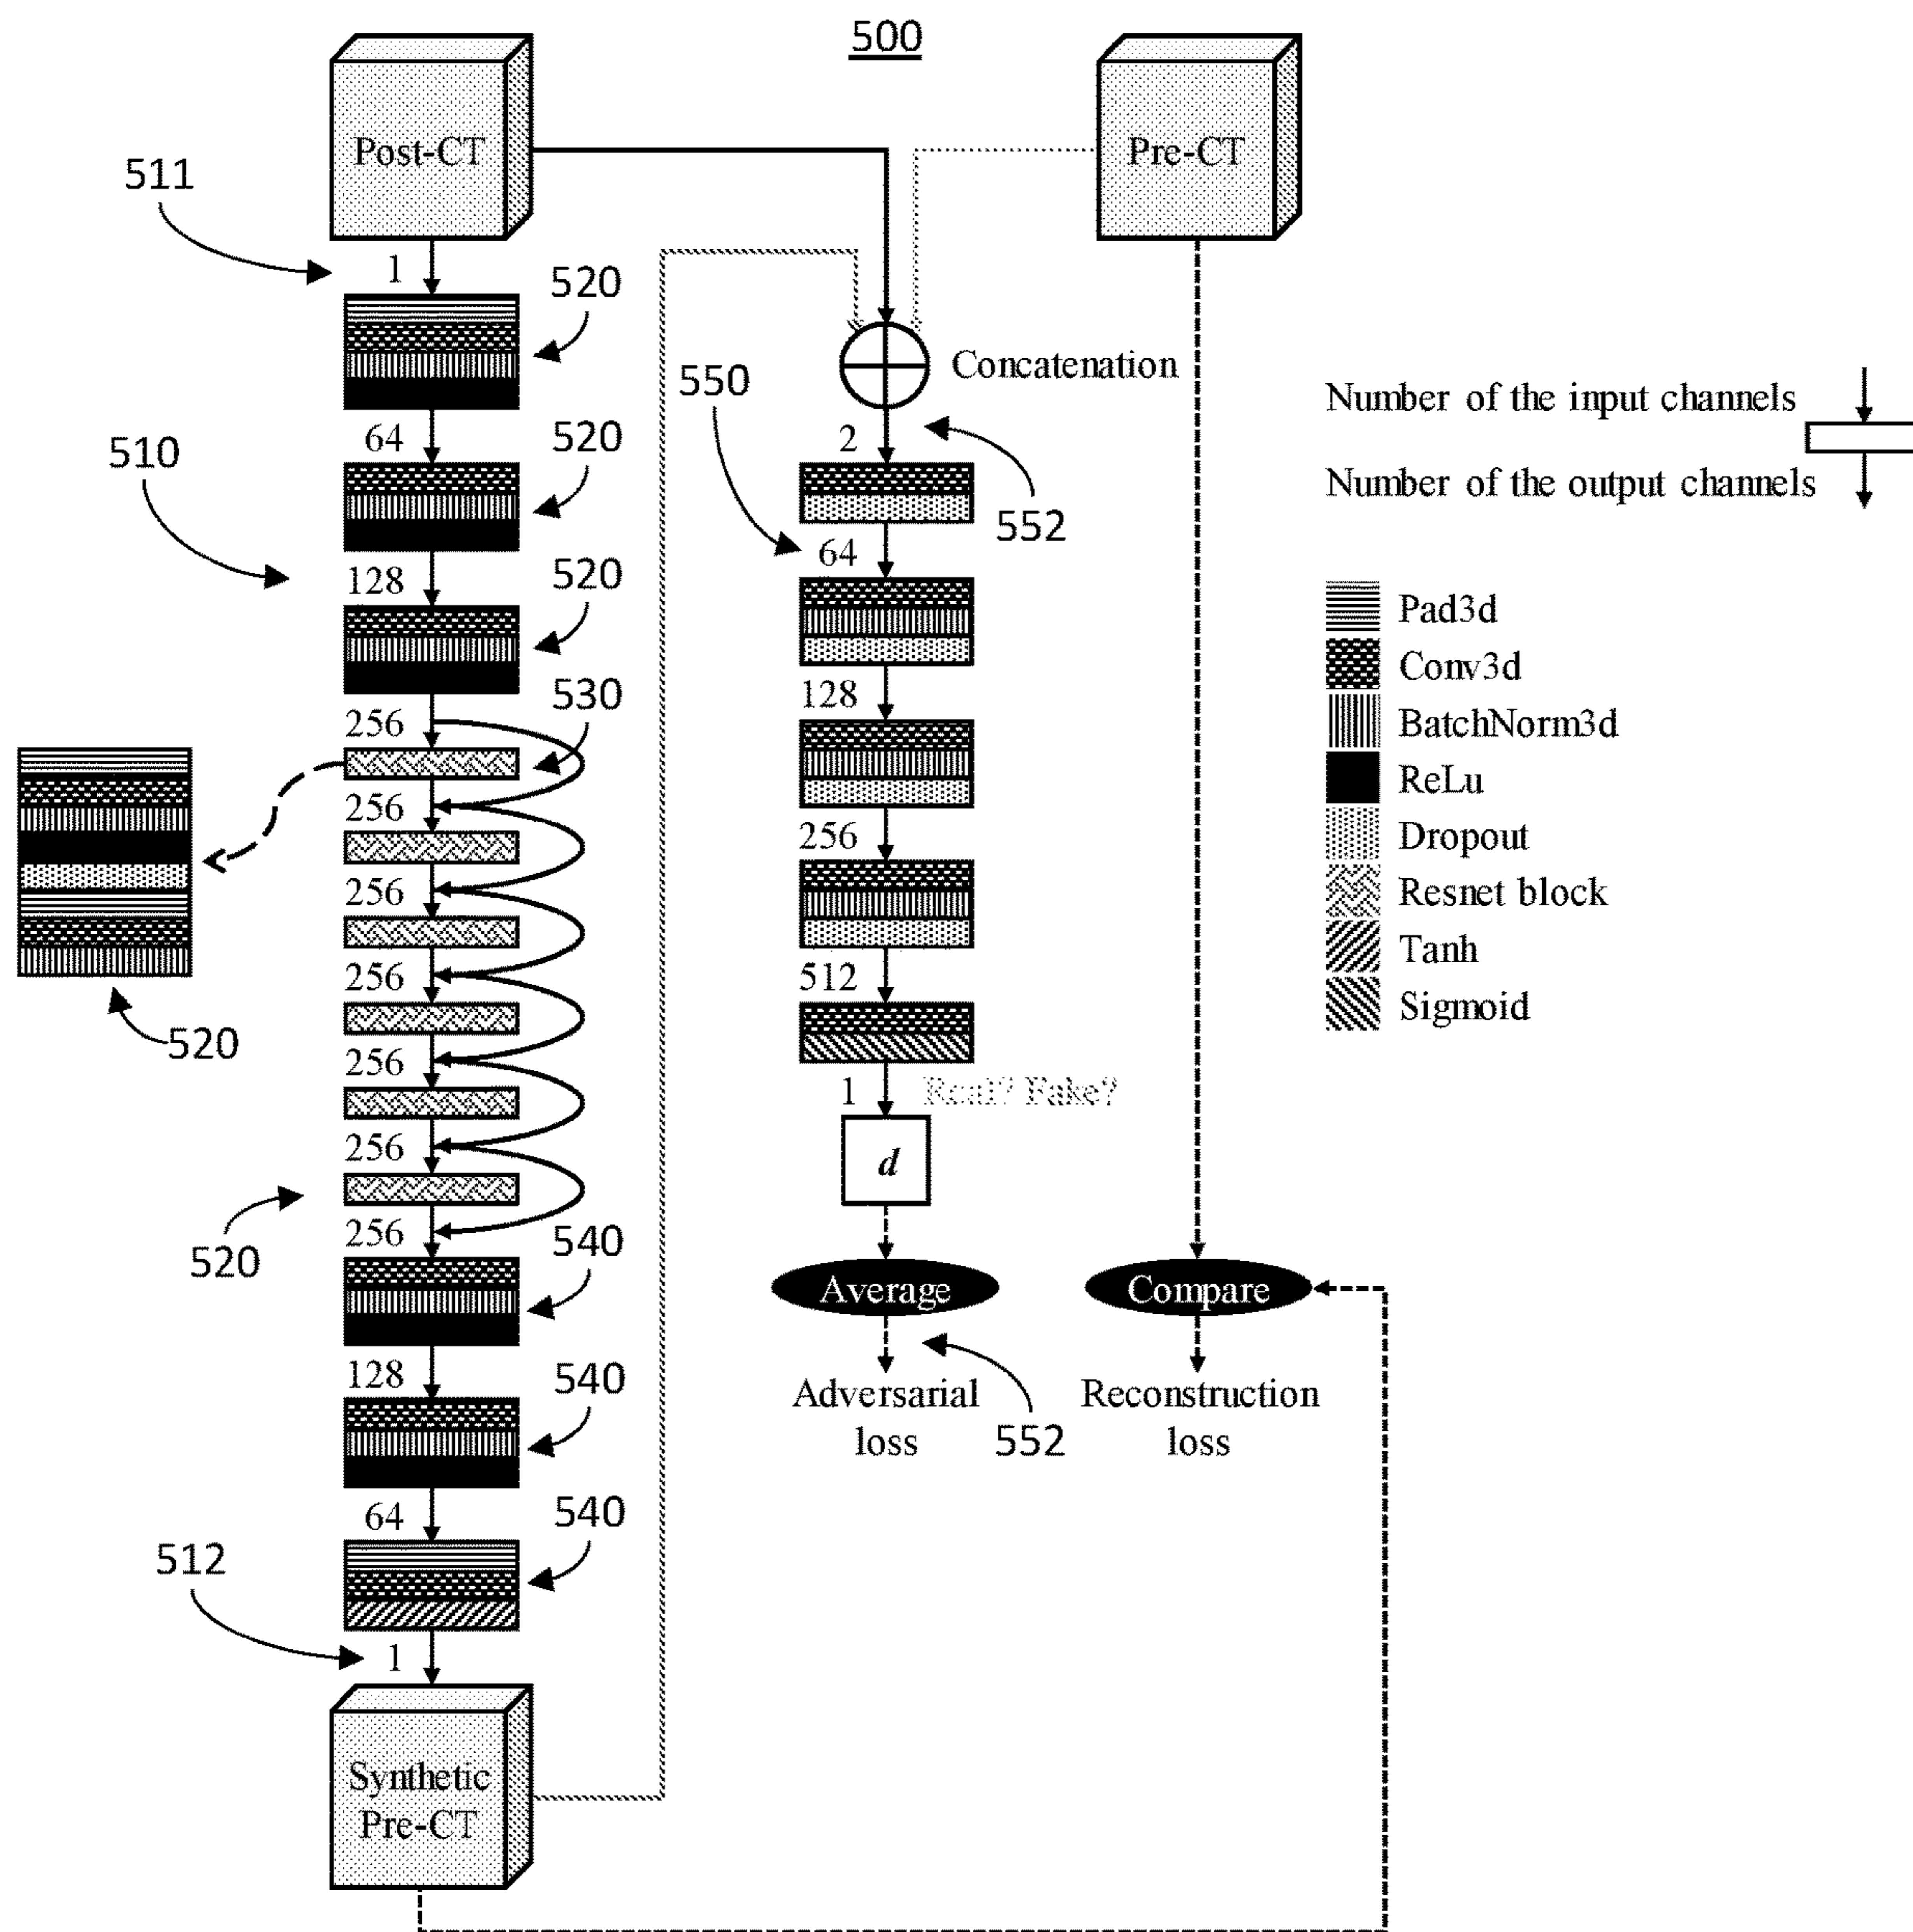 500
Post-CT
Pre-CT
511
1
520
Concatenation
550
2
552
64
520
510
64
128
520
128
256
530
256
256
256
520
256
512
256
1
Real? Fake?
256
d
520
256
540
Average
Compare
552
128
540
Adversarial
loss
552
Reconstruction
loss
64
540
512
1
Synthetic
Pre-CT
Number of the input channels
Number of the output channels
Pad3d
Conv3d
BatchNorm3d
ReLu
Dropout
Resnet block
Tanh
Sigmoid